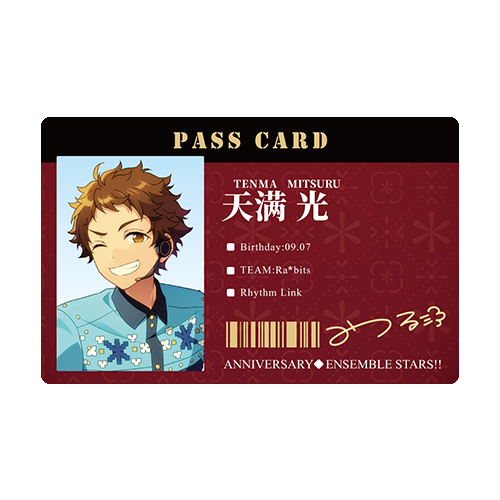 PASS CARD
TENMA MITSURU
天満 光
Birthday:09.07
TEAM:Ra*bits
Rhythm Link
みつる
ANNIVERSARY◆ENSEMBLE STARS!!